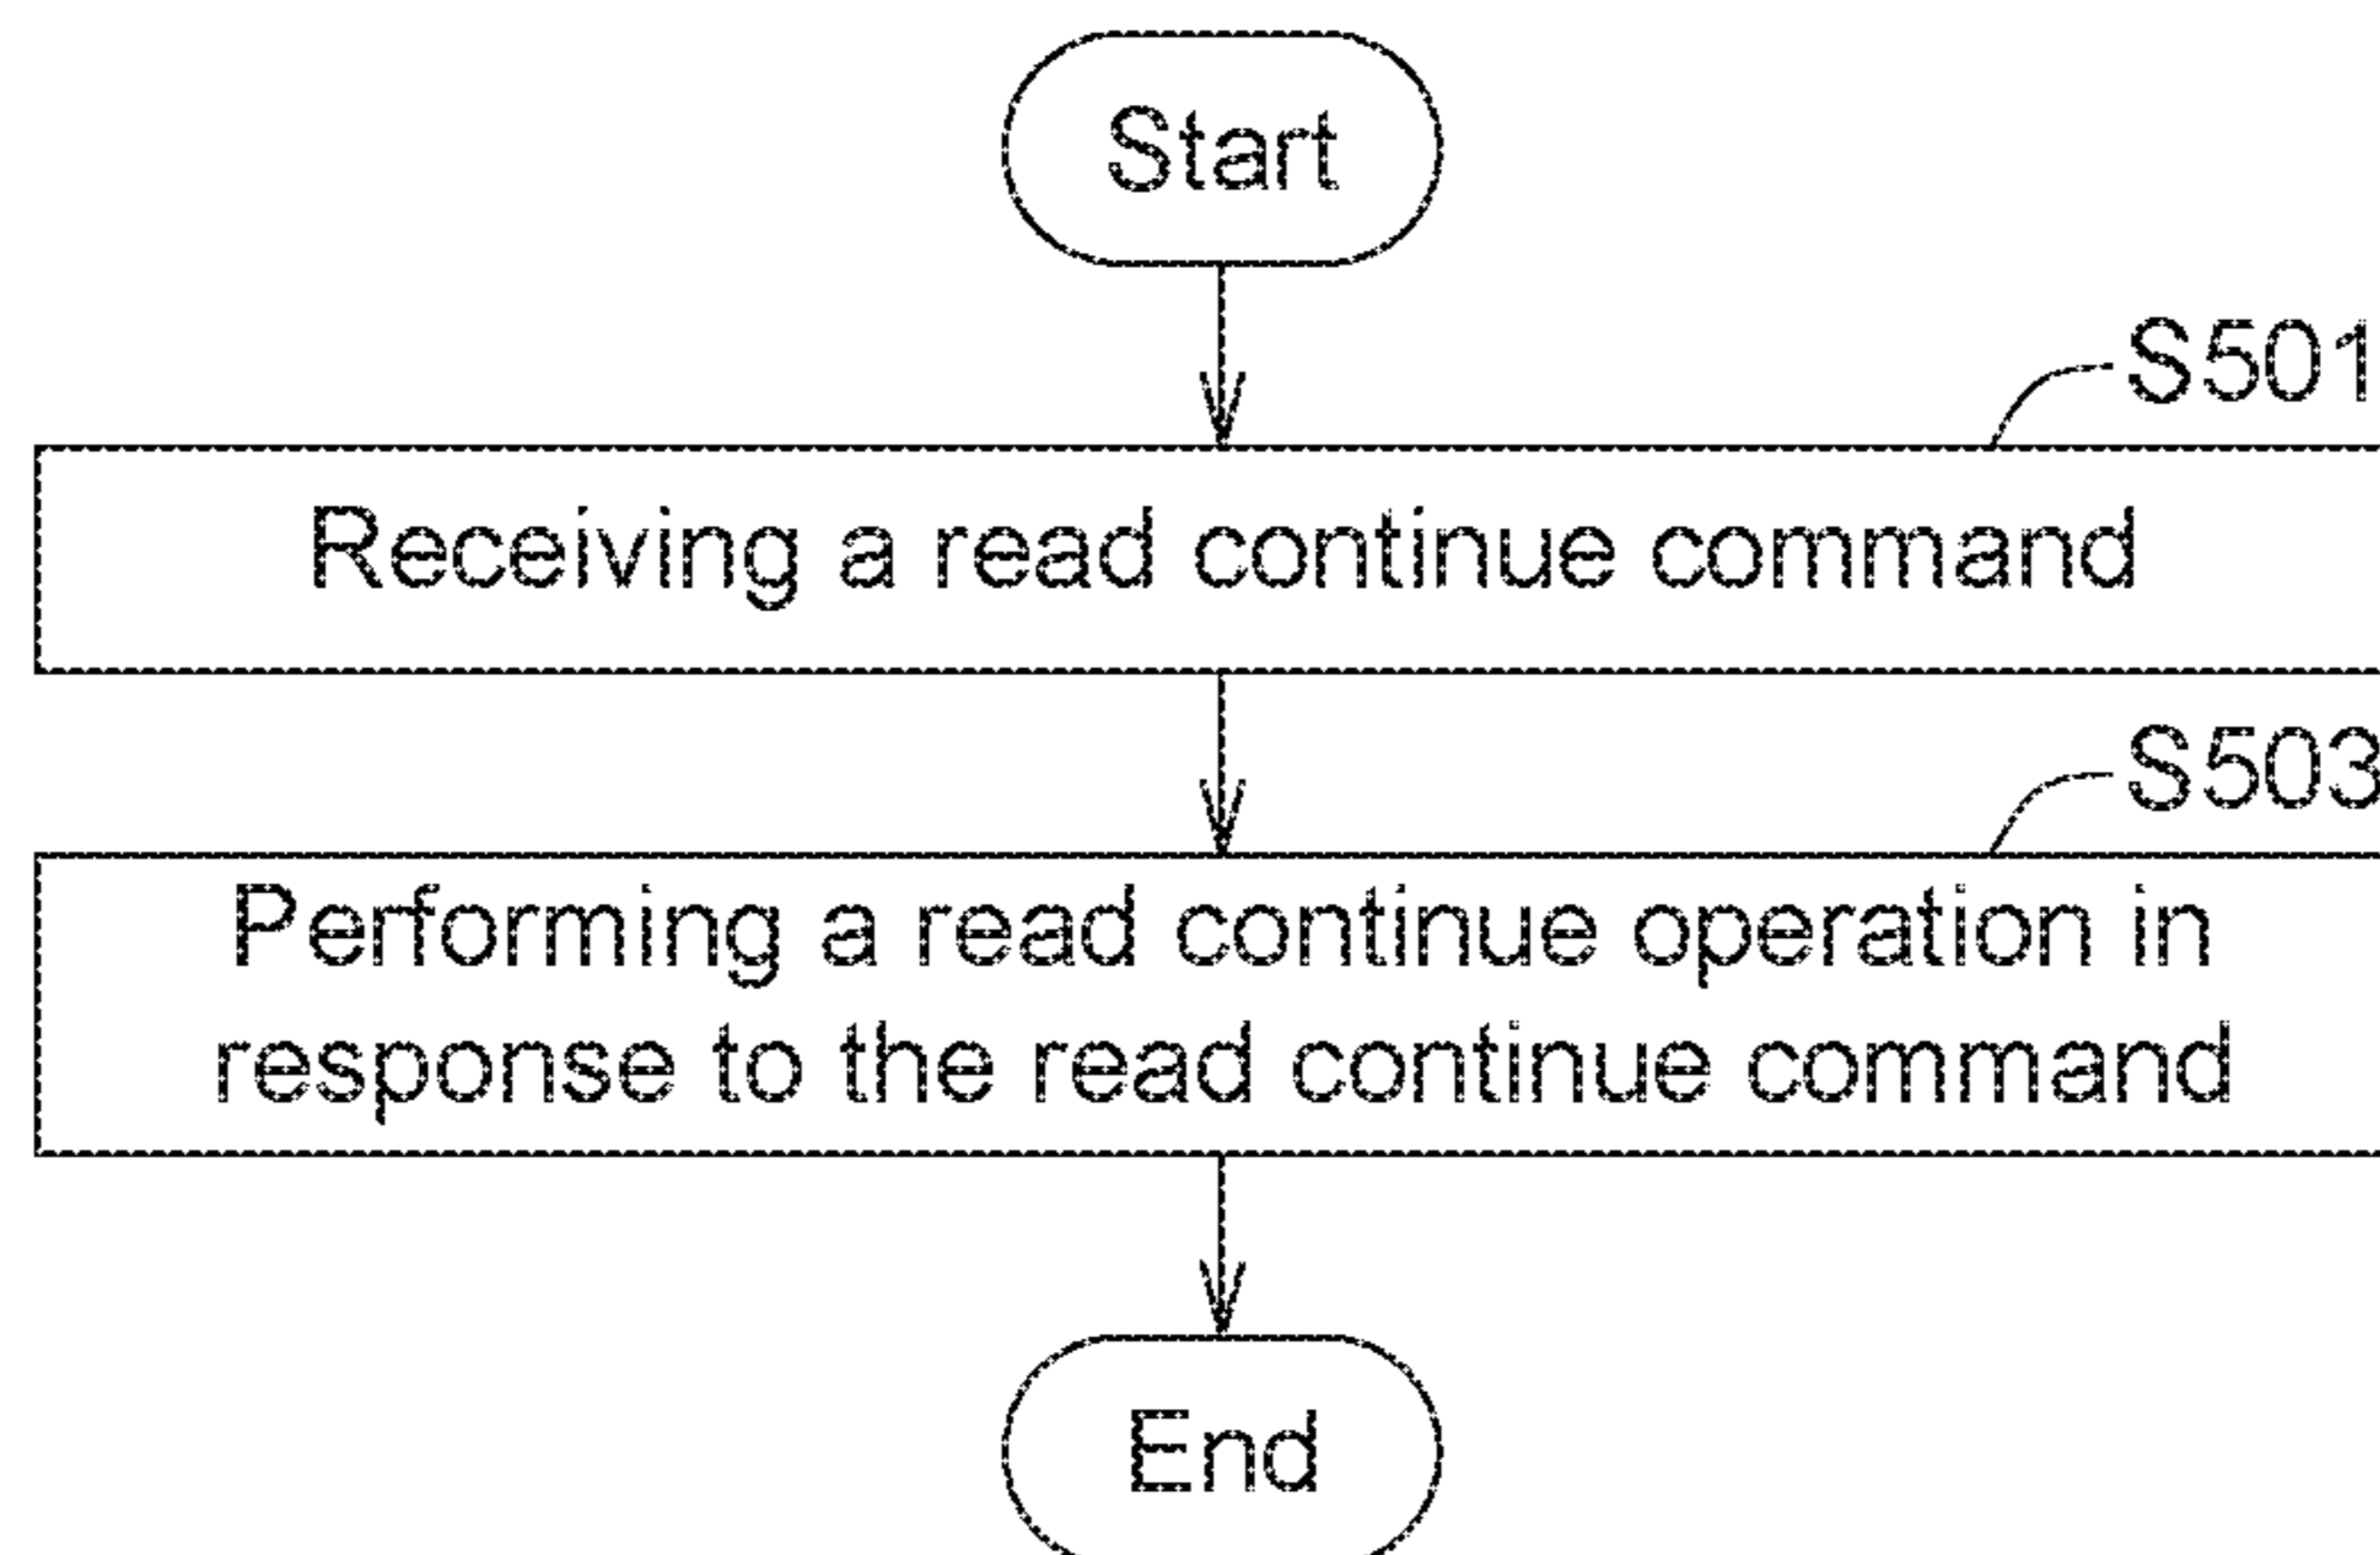 Start
S501
Receiving a read continue command
S503
Performing a read continue operation in
response to the read continue command
End